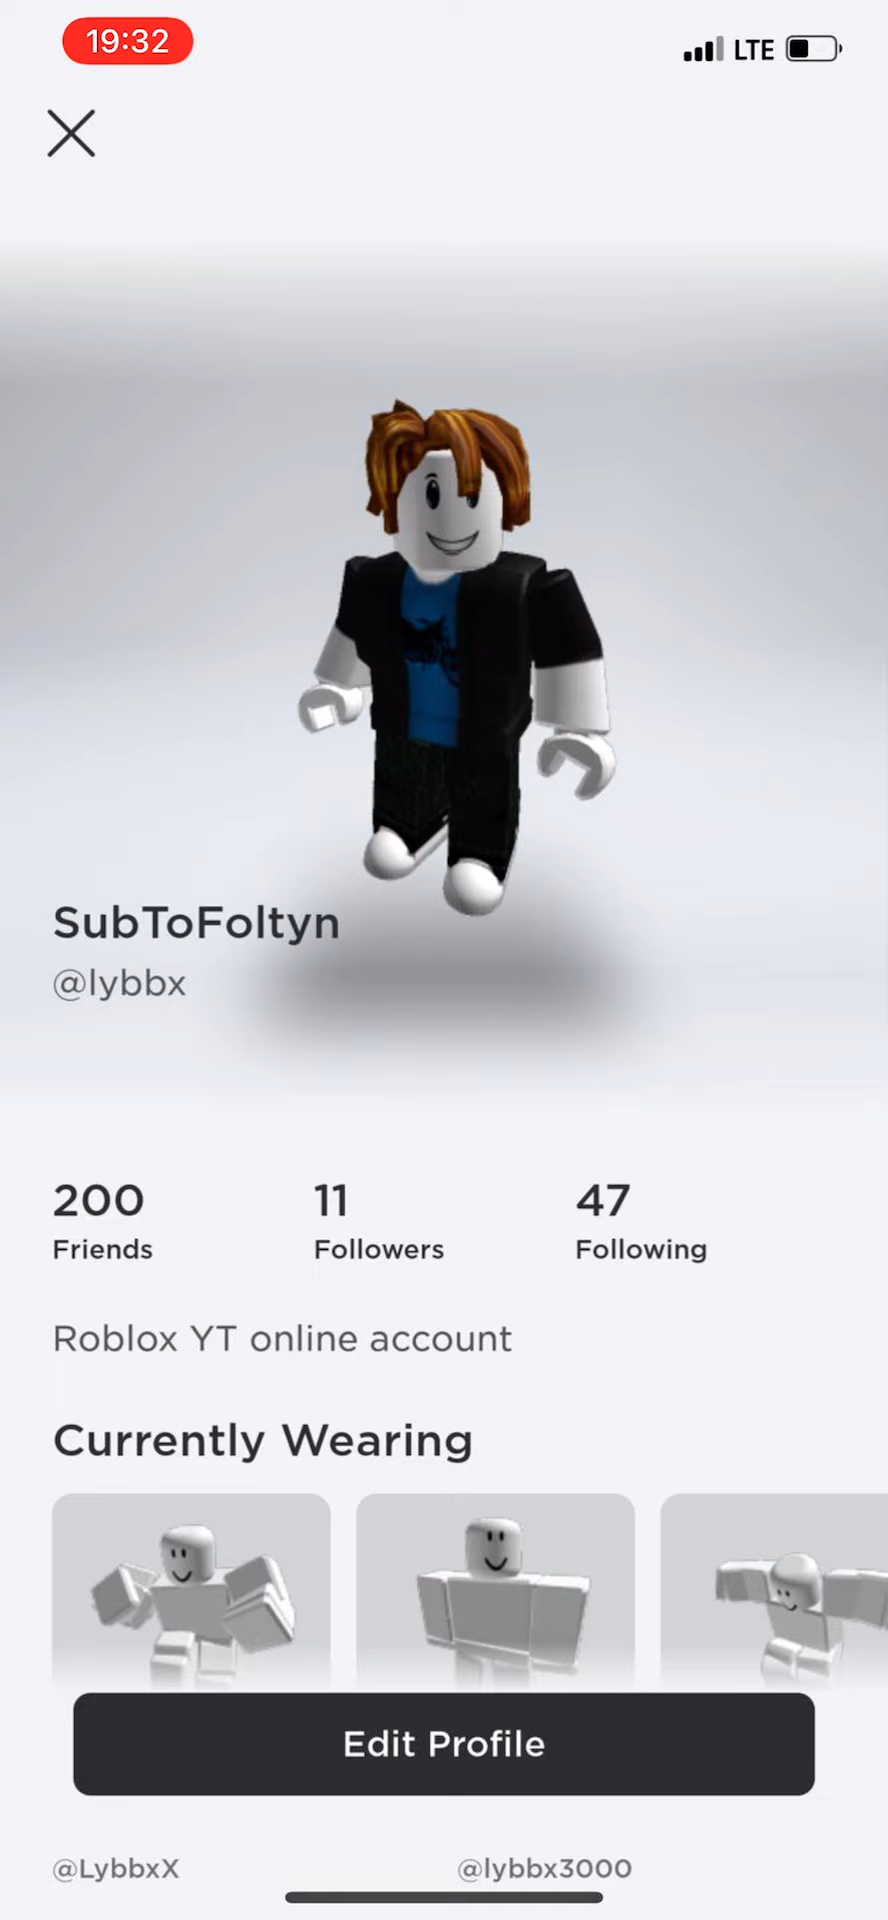 19:32
LTE
SubToFoltyn
@lybbx
200 11 47
Friends Followers Following
Roblox YT online account
Currently Wearing
Edit Profile
@LybbxX @lybbx3000